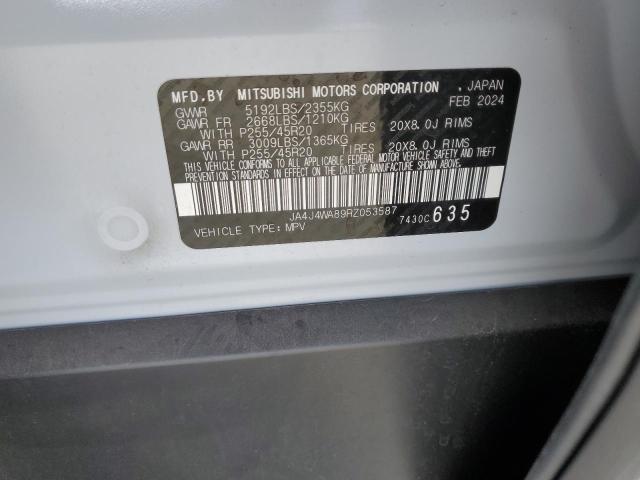 MFD.BY MITSUBISHI MOTORS CORPORATION , JAPAN
GVWR 5192LBS/2355KG FEB 2024
GAWR FR 2668LBS/1210KG
WITH P255/45R20 TIRES 20X8.0J RIMS
GAWR RR 3009LBS/1365KG
WITH P255/45R20 TIRES 20X8.0J RIMS
THIS VEHICLE CONFORMS TO ALL APPLICABLE FEDERAL MOTOR VEHICLE SAFETY AND THEFT
PREVENTION STANDARDS IN EFFECT ON THE DATE OF MANUFACTURE SHOWN ABOVE.
JA4J4WA89RZ053587
VEHICLE TYPE: MPV 7430C 635